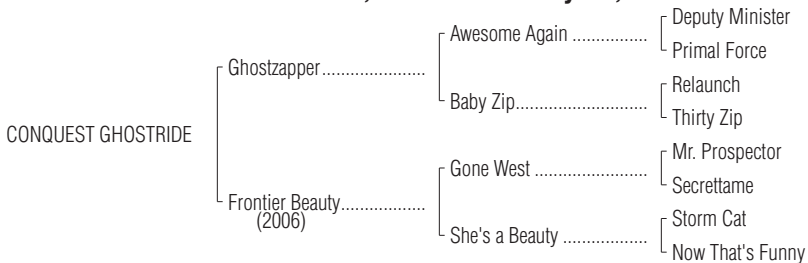 Deputy Minister
Awesome Again ................
Primal Force
Ghostzapper......................
Relaunch
Baby Zip............................
Thirty Zip
CONQUEST GHOSTRIDE
Mr. Prospector
Gone West ........................
Secrettame
Frontier Beauty..................
(2006)
Storm Cat
She's a Beauty ..................
Now That's Funny